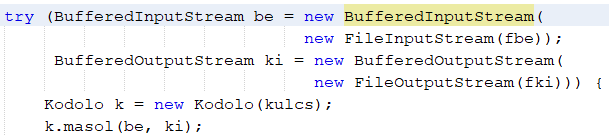 try (BufferedInputStream be = new BufferedInputStream(
new FileInputStream(fbe));
BufferedOutputStream ki = new BufferedOutputStream(
new FileOutputStream(fki))) {
Kodolo k = new Kodolo(kulcs);
k.masol(be, ki);